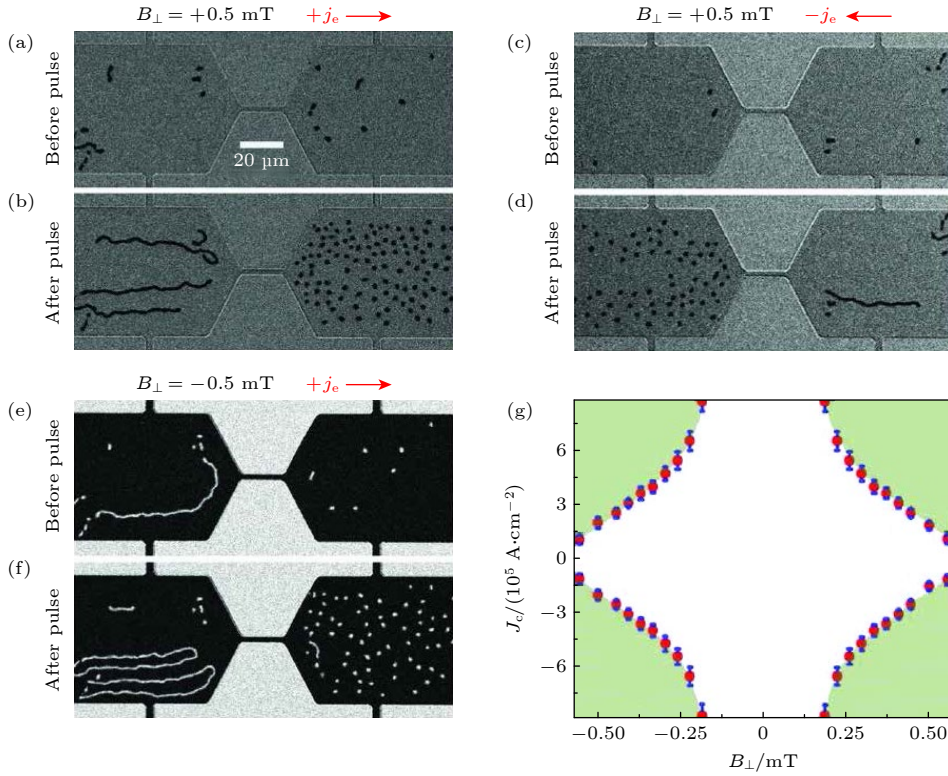 B⊥ = +0.5 mT +je
B⊥ = +0.5 mT −je
(a)
Before pulse
20 µm
(b)
After pulse
(c)
Before pulse
(d)
After pulse
B⊥ = −0.5 mT +je
(e)
Before pulse
(f)
After pulse
(g)
Jc/(10⁵ A·cm⁻²)
6
3
0
−3
−6
−0.50 −0.25 0 0.25 0.50
B⊥/mT